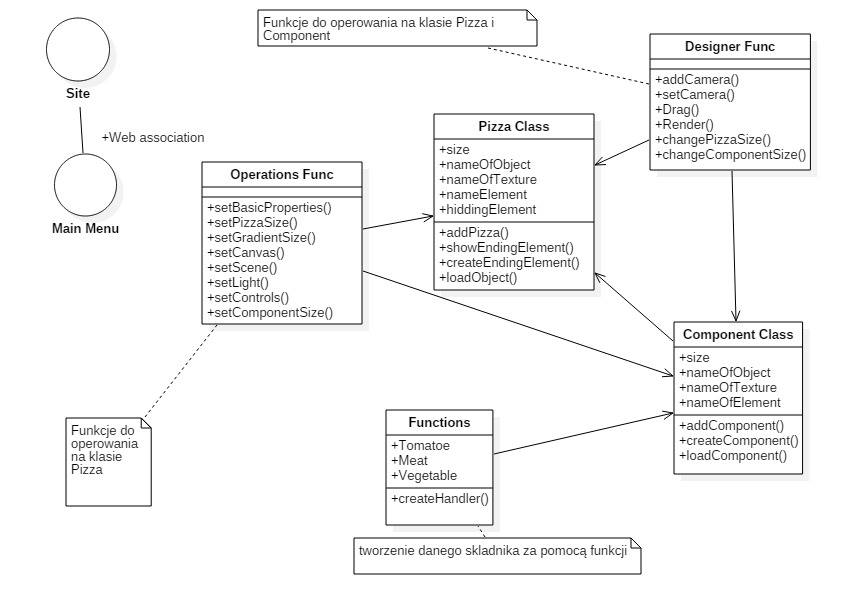 Funkcje do operowania na klasie Pizza i
Component
Site
+Web association
Main Menu
Designer Func
+addCamera()
+setCamera()
+Drag()
+Render()
+changePizzaSize()
+changeComponentSize()
Pizza Class
+size
+nameOfObject
+nameOfTexture
+nameElement
+hiddingElement
+addPizza()
+showEndingElement()
+createEndingElement()
+loadObject()
Operations Func
+setBasicProperties()
+setPizzaSize()
+setGradientSize()
+setCanvas()
+setScene()
+setLight()
+setControls()
+setComponentSize()
Component Class
+size
+nameOfObject
+nameOfTexture
+nameOfElement
+addComponent()
+createComponent()
+loadComponent()
Funkcje do
operowania
na klasie
Pizza
Functions
+Tomatoe
+Meat
+Vegetable
+createHandler()
tworzenie danego skladnika za pomocą funkcji